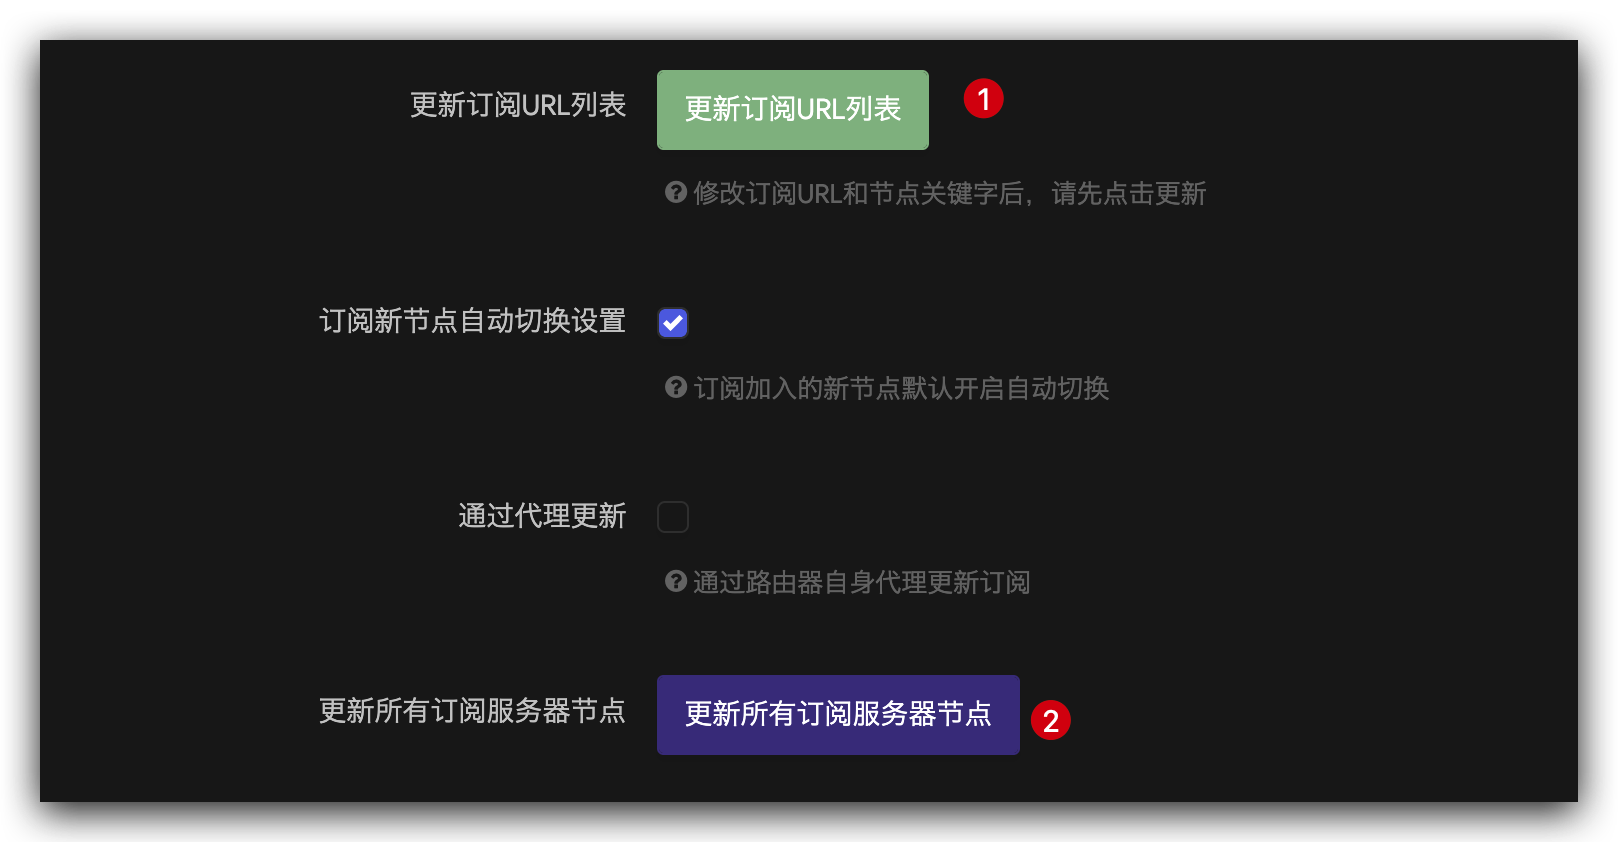 更新订阅URL列表
更新订阅URL列表
1
修改订阅URL和节点关键字后，请先点击更新
订阅新节点自动切换设置
订阅加入的新节点默认开启自动切换
通过代理更新
通过路由器自身代理更新订阅
更新所有订阅服务器节点
更新所有订阅服务器节点
2